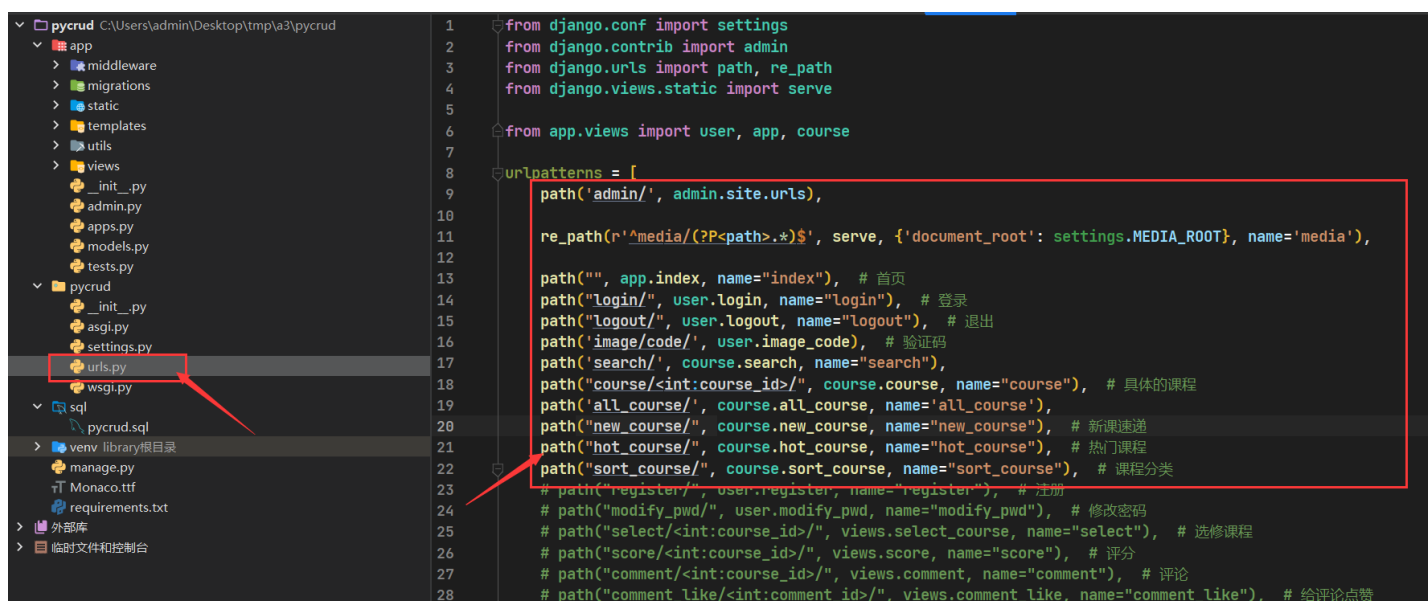 pycrud C:\Users\admin\Desktop\tmp\a3\pycrud
app
middleware
migrations
static
templates
utils
views
__init__.py
admin.py
apps.py
models.py
tests.py
pycrud
__init__.py
asgi.py
settings.py
urls.py
wsgi.py
sql
pycrud.sql
venv library根目录
manage.py
Monaco.ttf
requirements.txt
外部库
临时文件和控制台
1 from django.conf import settings
2 from django.contrib import admin
3 from django.urls import path, re_path
4 from django.views.static import serve
5
6 from app.views import user, app, course
7
8 urlpatterns = [
9 path('admin/', admin.site.urls),
10
11 re_path(r'^media/(?P<path>.*)$', serve, {'document_root': settings.MEDIA_ROOT}, name='media'),
12
13 path("", app.index, name="index"), # 首页
14 path("login/", user.login, name="login"), # 登录
15 path("logout/", user.logout, name="logout"), # 退出
16 path('image/code/', user.image_code), # 验证码
17 path('search/', course.search, name="search"),
18 path("course/<int:course_id>/", course.course, name="course"), # 具体的课程
19 path('all_course/', course.all_course, name='all_course'),
20 path("new_course/", course.new_course, name="new_course"), # 新课速递
21 path("hot_course/", course.hot_course, name="hot_course"), # 热门课程
22 path("sort_course/", course.sort_course, name="sort_course"), # 课程分类
23 # path("register/", user.register, name="register"), # 注册
24 # path("modify_pwd/", user.modify_pwd, name="modify_pwd"), # 修改密码
25 # path("select/<int:course_id>/", views.select_course, name="select"), # 选修课程
26 # path("score/<int:course_id>/", views.score, name="score"), # 评分
27 # path("comment/<int:course_id>/", views.comment, name="comment"), # 评论
28 # path("comment_like/<int:comment_id>/", views.comment_like, name="comment_like"), # 给评论点赞